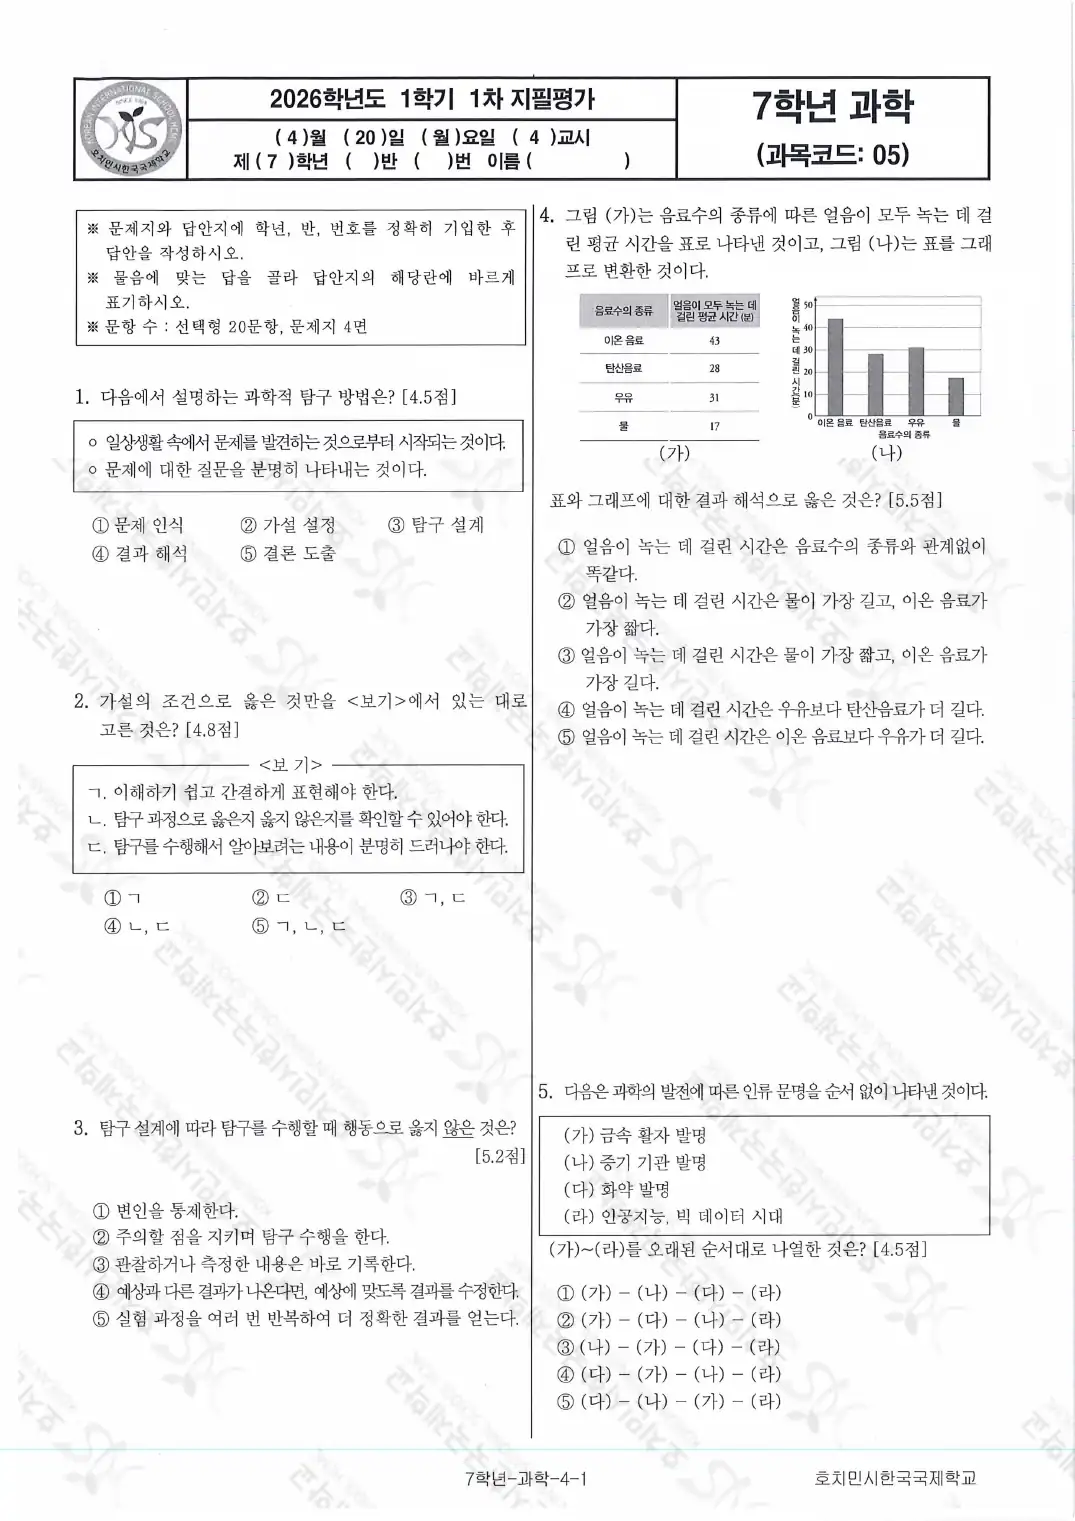 2026학년도 1학기 1차 지필평가
( 4 )월 ( 20 )일 ( 월 )요일 ( 4 )교시
제 ( 7 )학년 ( )반 ( )번 이름 ( )
7학년 과학
(과목코드: 05)
※ 문제지와 답안지에 학년, 반, 번호를 정확히 기입한 후
답안을 작성하시오.
※ 물음에 맞는 답을 골라 답안지의 해당란에 바르게
표기하시오.
※ 문항 수 : 선택형 20문항, 문제지 4면
1. 다음에서 설명하는 과학적 탐구 방법은? [4.5점]
○ 일상생활 속에서 문제를 발견하는 것으로부터 시작되는 것이다.
○ 문제에 대한 질문을 분명히 나타내는 것이다.
① 문제 인식 ② 가설 설정 ③ 탐구 설계
④ 결과 해석 ⑤ 결론 도출
2. 가설의 조건으로 옳은 것만을 <보기>에서 있는 대로
고른 것은? [4.8점]
<보 기>
ㄱ. 이해하기 쉽고 간결하게 표현해야 한다.
ㄴ. 탐구 과정으로 옳은지 옳지 않은지를 확인할 수 있어야 한다.
ㄷ. 탐구를 수행해서 알아보려는 내용이 분명히 드러나야 한다.
① ㄱ ② ㄷ ③ ㄱ, ㄷ
④ ㄴ, ㄷ ⑤ ㄱ, ㄴ, ㄷ
3. 탐구 설계에 따라 탐구를 수행할 때 행동으로 옳지 않은 것은?
[5.2점]
① 변인을 통제한다.
② 주의할 점을 지키며 탐구 수행을 한다.
③ 관찰하거나 측정한 내용은 바로 기록한다.
④ 예상과 다른 결과가 나온다면, 예상에 맞도록 결과를 수정한다.
⑤ 실험 과정을 여러 번 반복하여 더 정확한 결과를 얻는다.
4. 그림 (가)는 음료수의 종류에 따른 얼음이 모두 녹는 데 걸
린 평균 시간을 표로 나타낸 것이고, 그림 (나)는 표를 그래
프로 변환한 것이다.
음료수의 종류 얼음이 모두 녹는 데
걸린 평균 시간 (분)
이온 음료 43
탄산음료 28
우유 31
물 17
(가)
얼음이 녹는 데 걸린 시간(분)
50
40
30
20
10
0
이온 음료 탄산음료 우유 물
음료수의 종류
(나)
표와 그래프에 대한 결과 해석으로 옳은 것은? [5.5점]
① 얼음이 녹는 데 걸린 시간은 음료수의 종류와 관계없이
똑같다.
② 얼음이 녹는 데 걸린 시간은 물이 가장 길고, 이온 음료가
가장 짧다.
③ 얼음이 녹는 데 걸린 시간은 물이 가장 짧고, 이온 음료가
가장 길다.
④ 얼음이 녹는 데 걸린 시간은 우유보다 탄산음료가 더 길다.
⑤ 얼음이 녹는 데 걸린 시간은 이온 음료보다 우유가 더 길다.
5. 다음은 과학의 발전에 따른 인류 문명을 순서 없이 나타낸 것이다.
(가) 금속 활자 발명
(나) 증기 기관 발명
(다) 화약 발명
(라) 인공지능, 빅 데이터 시대
(가)~(라)를 오래된 순서대로 나열한 것은? [4.5점]
① (가) - (나) - (다) - (라)
② (가) - (다) - (나) - (라)
③ (나) - (가) - (다) - (라)
④ (다) - (가) - (나) - (라)
⑤ (다) - (나) - (가) - (라)
7학년-과학-4-1
호치민시한국국제학교